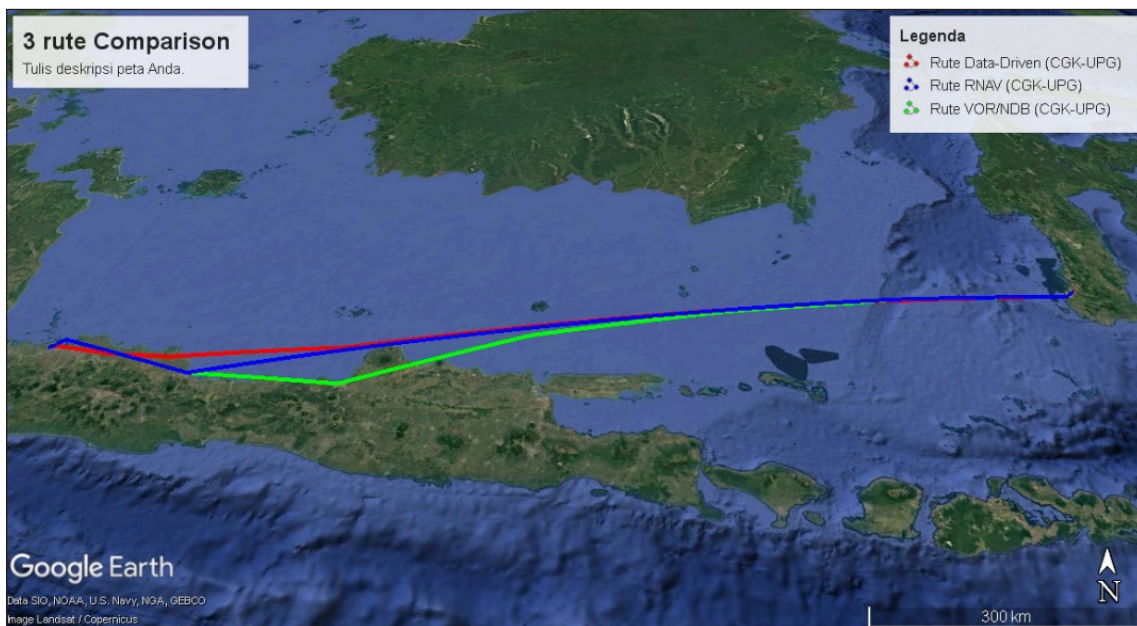 3 rute Comparison
Tulis deskripsi peta Anda.
Legenda
Rute Data-Driven (CGK-UPG)
Rute RNAV (CGK-UPG)
Rute VOR/NDB (CGK-UPG)
Google Earth
Data SIO, NOAA, U.S. Navy, NGA, GEBCO
Image Landsat / Copernicus
N
300 km